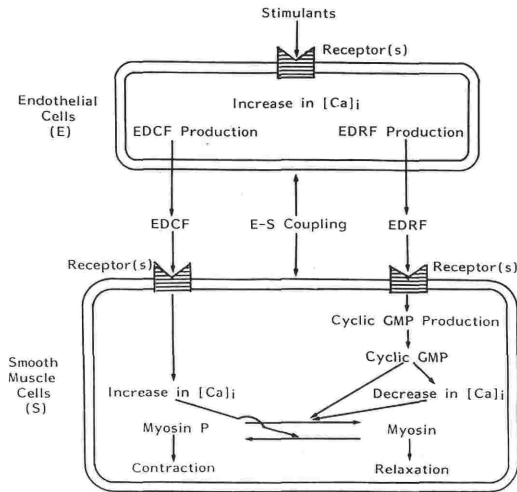 Stimulants
Receptor(s)
Endothelial
Cells
(E)
Increase in [Ca]i
EDCF Production
EDRF Production
EDCF
E-S Coupling
EDRF
Receptor(s)
Receptor(s)
Cyclic GMP Production
Cyclic GMP
Smooth
Muscle
Cells
(S)
Increase in [Ca]i
Decrease in [Ca]i
Myosin P
Myosin
Contraction
Relaxation